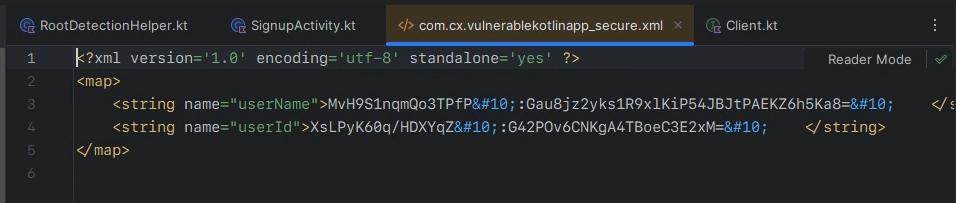 RootDetectionHelper.kt SignupActivity.kt </> com.cx.vulnerablekotlinapp_secure.xml × Client.kt
1 <?xml version='1.0' encoding='utf-8' standalone='yes' ?> Reader Mode
2 <map>
3 <string name="userName">MvH9S1nqmQo3TPfP&#10;:Gau8jz2yks1R9xlKiP54JBJtPAEKZ6h5Ka8=&#10; </s
4 <string name="userId">XsLPyK60q/HDXYqZ&#10;:G42POv6CNKgA4TBoeC3E2xM=&#10; </string>
5 </map>
6